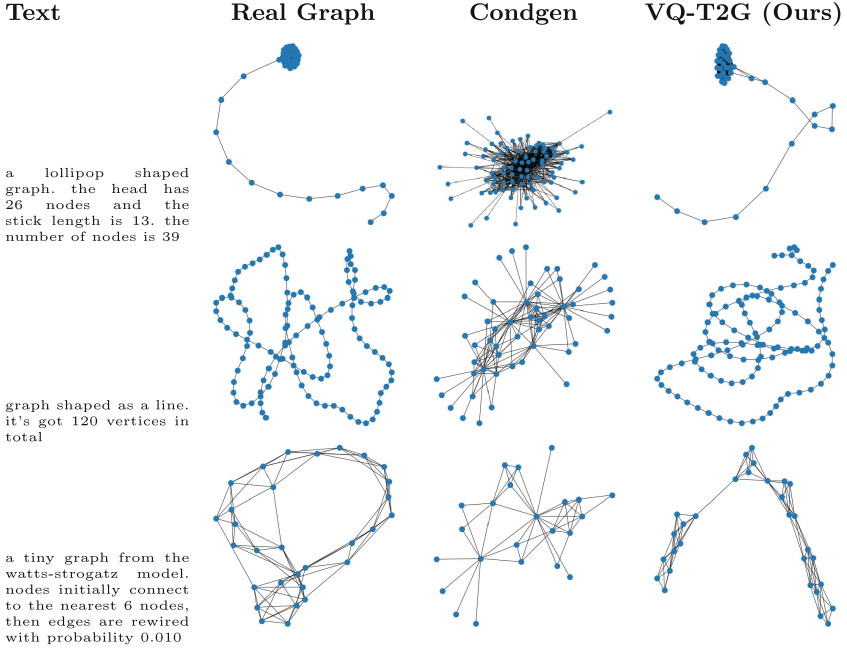 Text Real Graph Condgen VQ-T2G (Ours)
a lollipop shaped
graph. the head has
26 nodes and the
stick length is 13. the
number of nodes is 39
graph shaped as a line.
it's got 120 vertices in
total
a tiny graph from the
watts-strogatz model.
nodes initially connect
to the nearest 6 nodes,
then edges are rewired
with probability 0.010